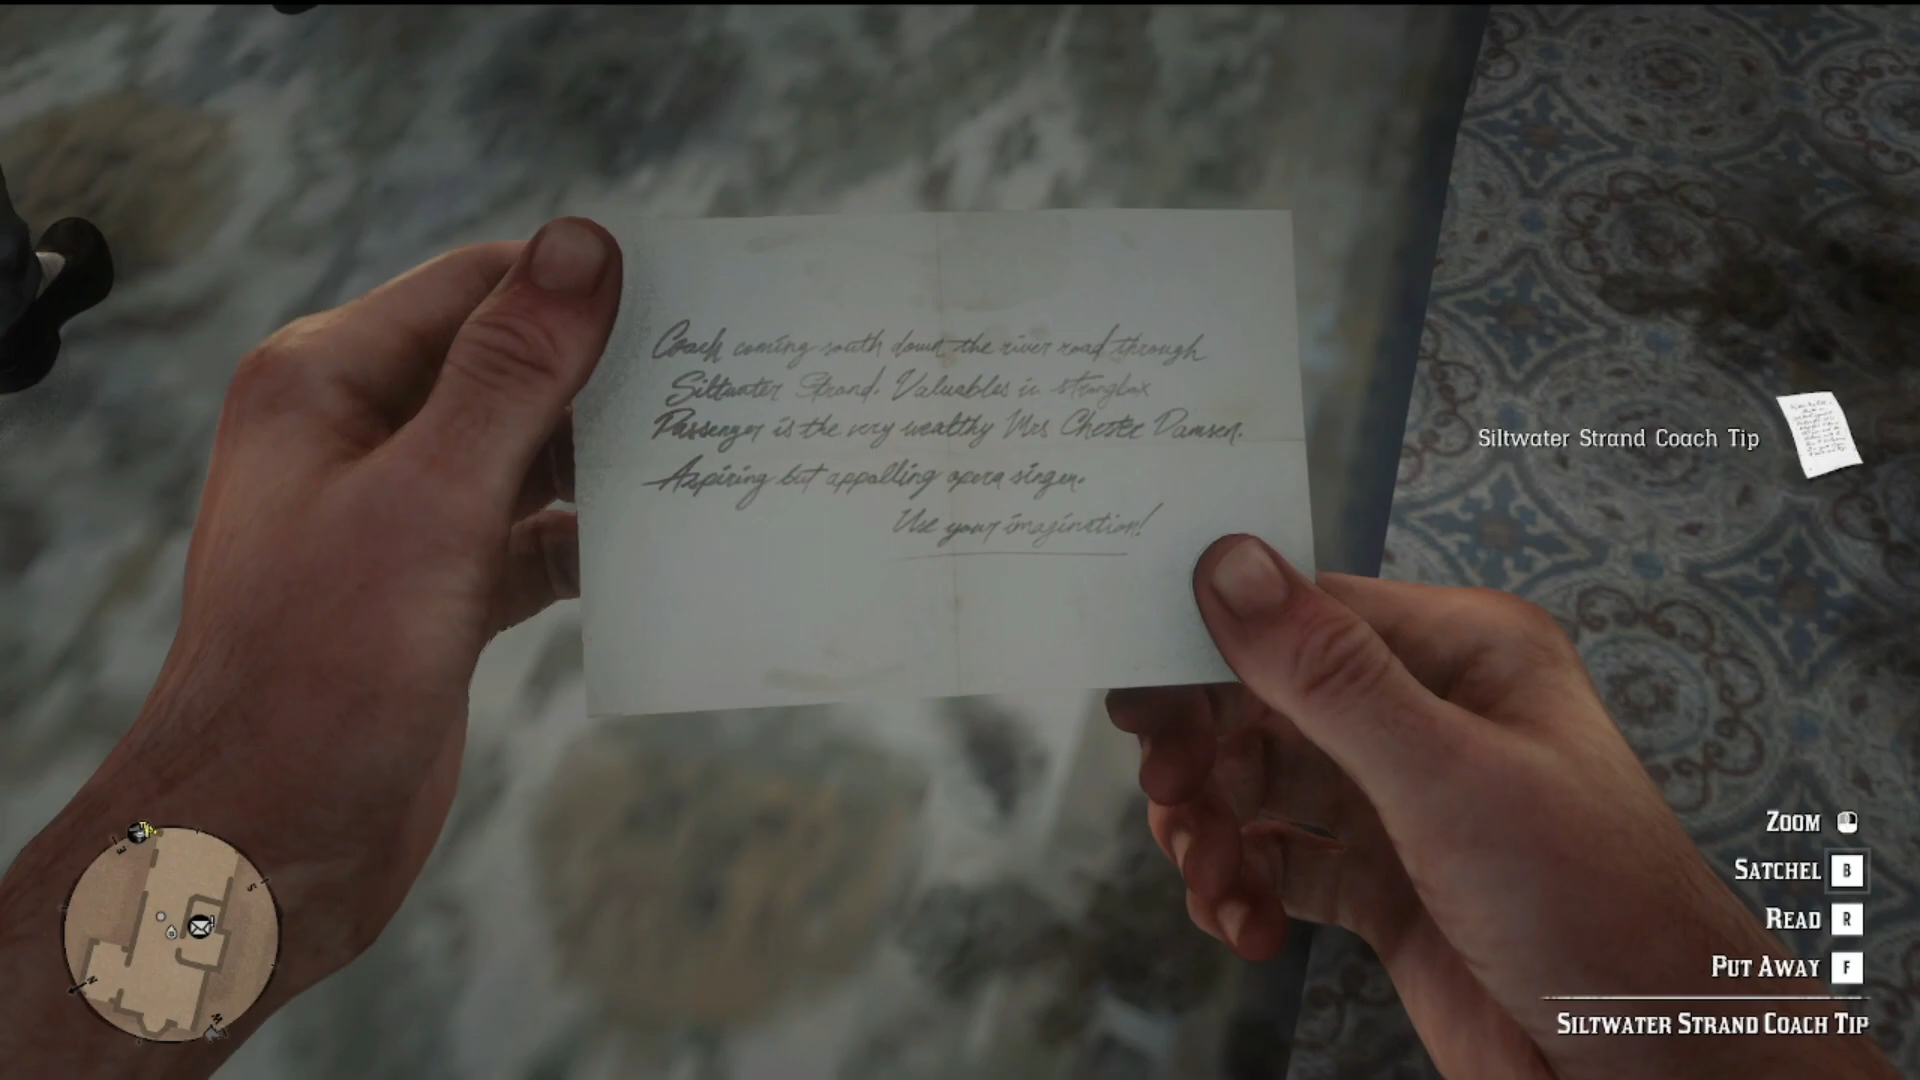 Coach coming south down the river road through
Siltwater Strand. Valuables in strongbox
Passenger is the very wealthy Mrs Chester Damsen.
Aspiring but appalling opera singer.
Use your imagination!
Siltwater Strand Coach Tip
ZOOM
SATCHEL B
READ R
PUT AWAY F
SILTWATER STRAND COACH TIP
N
E
S
W